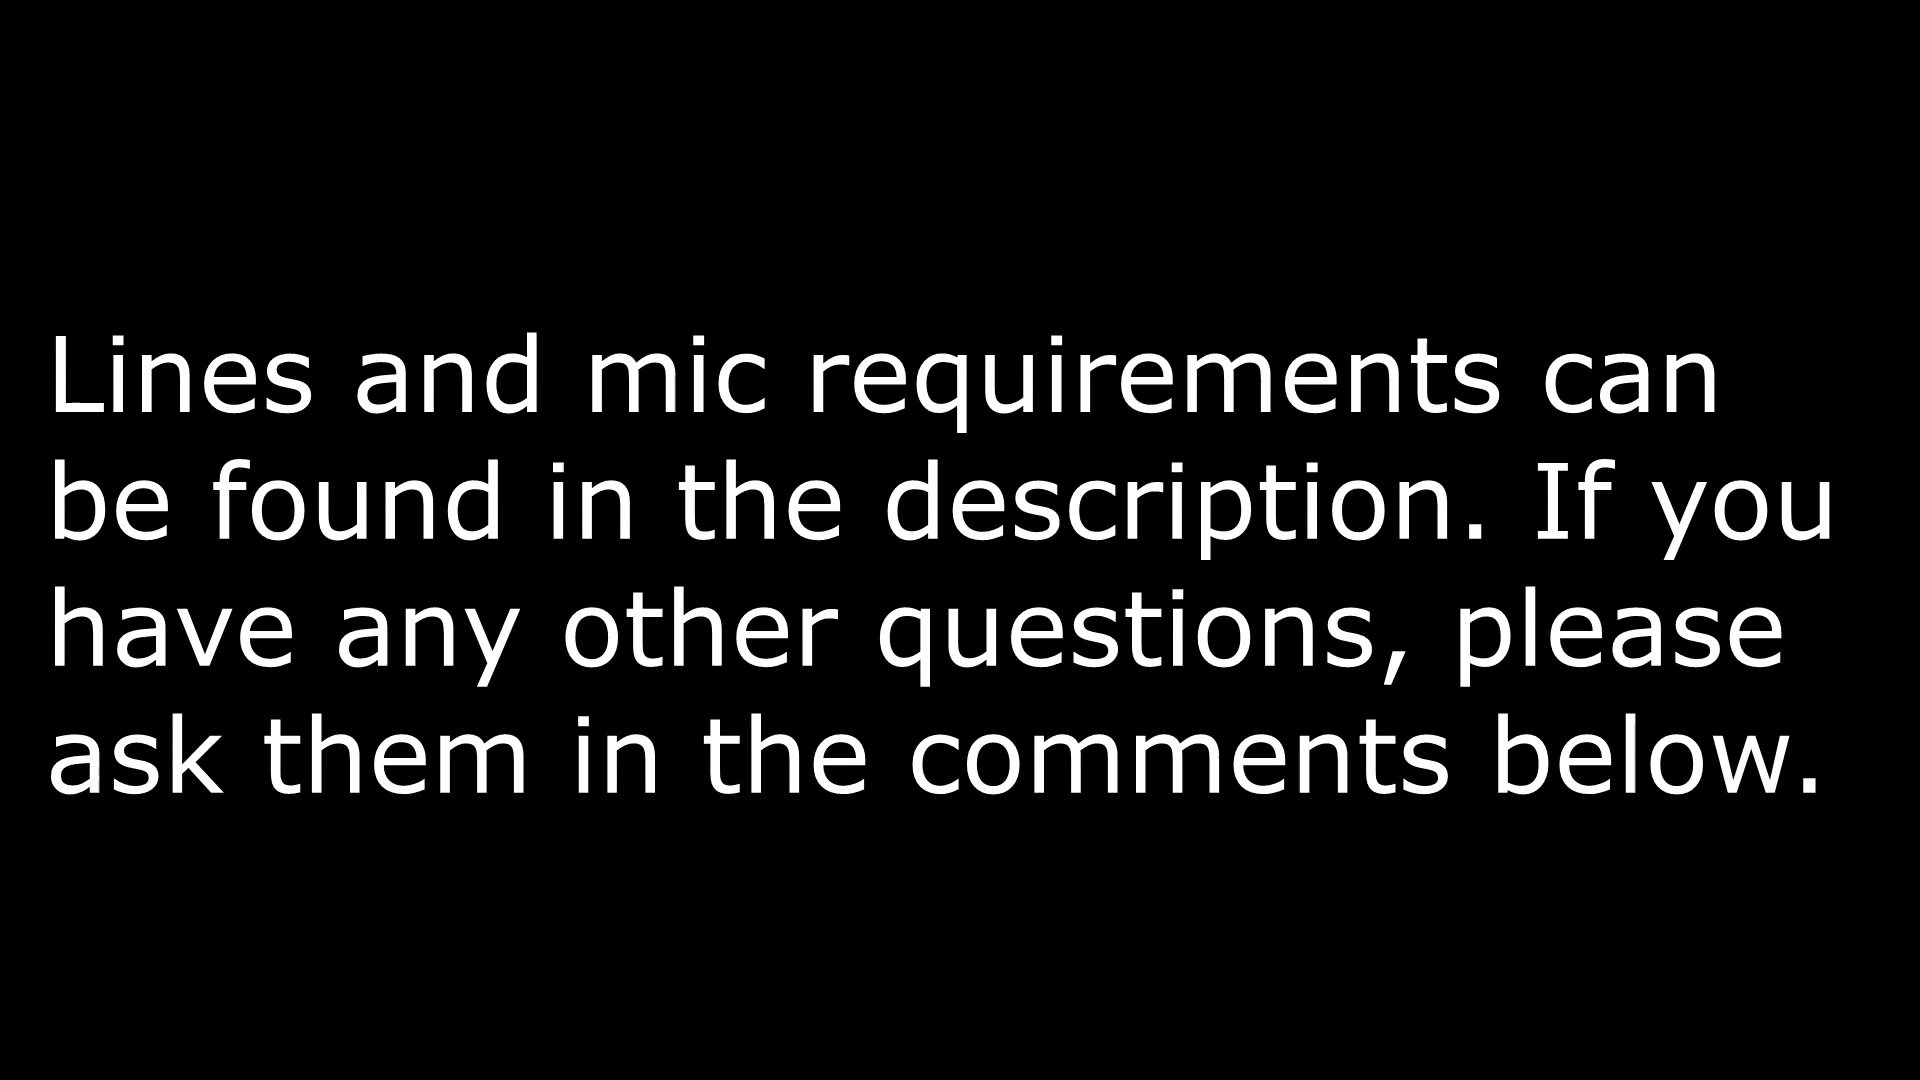 Lines and mic requirements can
be found in the description. If you
have any other questions, please
ask them in the comments below.